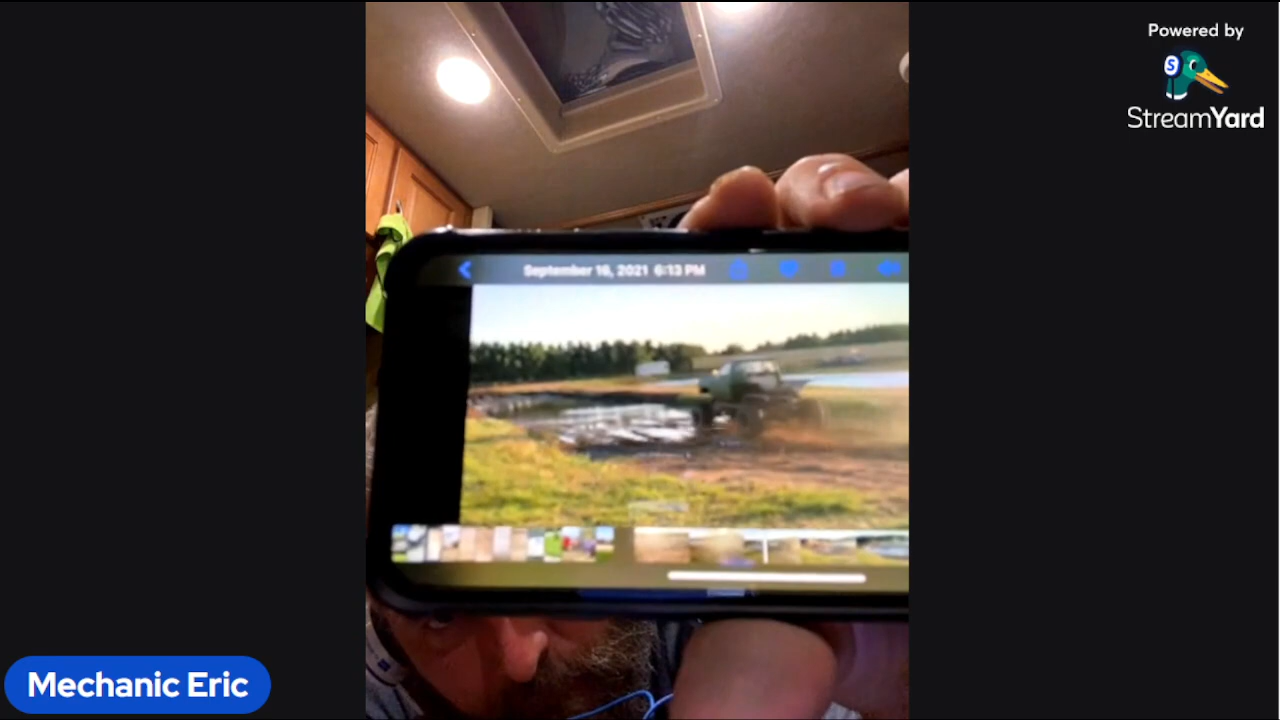 Powered by
S
StreamYard
September 16, 2021 6:13 PM
Mechanic Eric